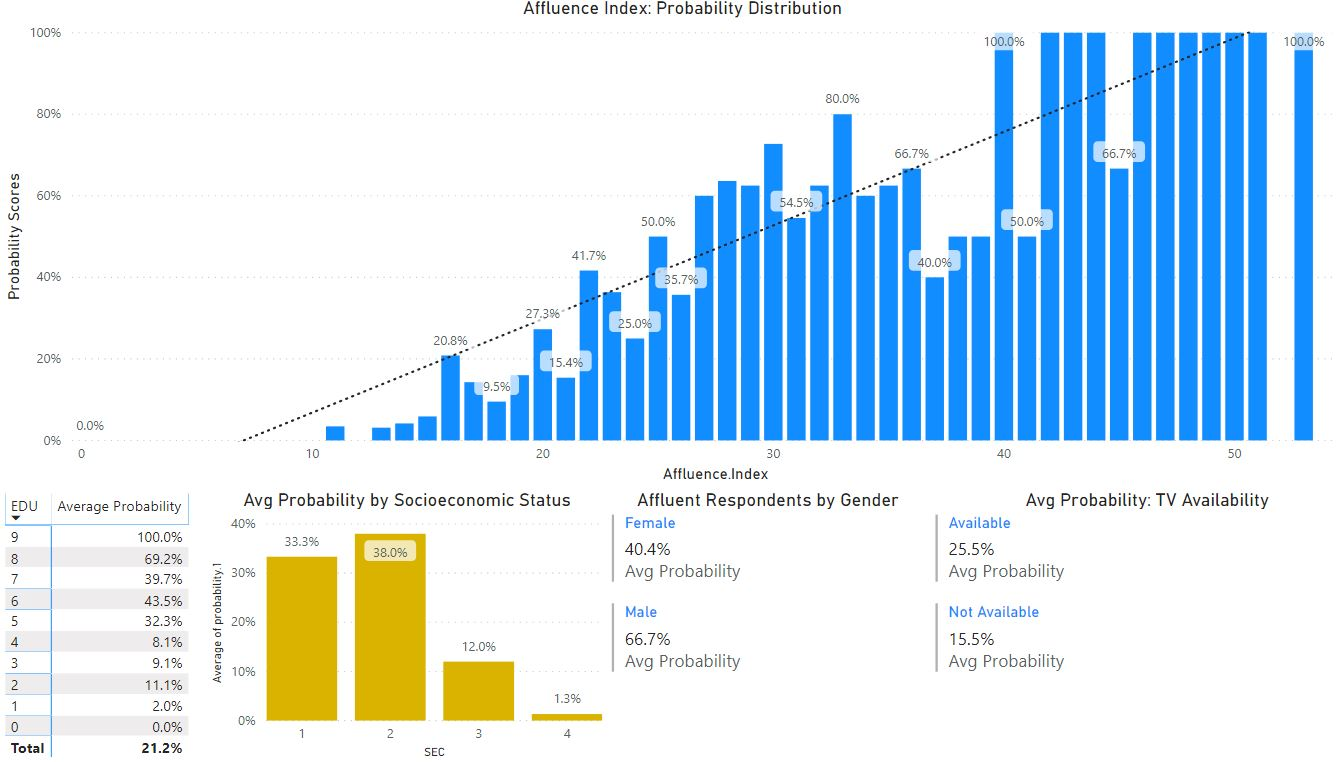 Affluence Index: Probability Distribution
Probability Scores
100%
80%
60%
40%
20%
0%
0.0%
20.8%
9.5%
27.3%
15.4%
41.7%
25.0%
50.0%
35.7%
54.5%
80.0%
66.7%
40.0%
100.0%
50.0%
66.7%
100.0%
0 10 20 30 40 50
Affluence.Index
EDU Average Probability
9 100.0%
8 69.2%
7 39.7%
6 43.5%
5 32.3%
4 8.1%
3 9.1%
2 11.1%
1 2.0%
0 0.0%
Total 21.2%
Avg Probability by Socioeconomic Status
Average of probability.1
40%
30%
20%
10%
0%
33.3%
38.0%
12.0%
1.3%
1 2 3 4
SEC
Affluent Respondents by Gender
Female
40.4%
Avg Probability
Male
66.7%
Avg Probability
Avg Probability: TV Availability
Available
25.5%
Avg Probability
Not Available
15.5%
Avg Probability